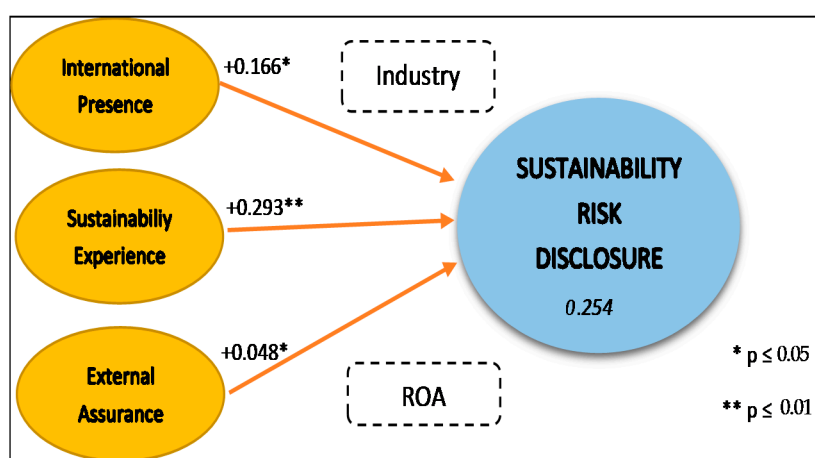 International
Presence
+0.166*
Industry
Sustainabiliy
Experience
+0.293**
SUSTAINABILITY
RISK
DISCLOSURE
0.254
External
Assurance
+0.048*
ROA
* p ≤ 0.05
** p ≤ 0.01